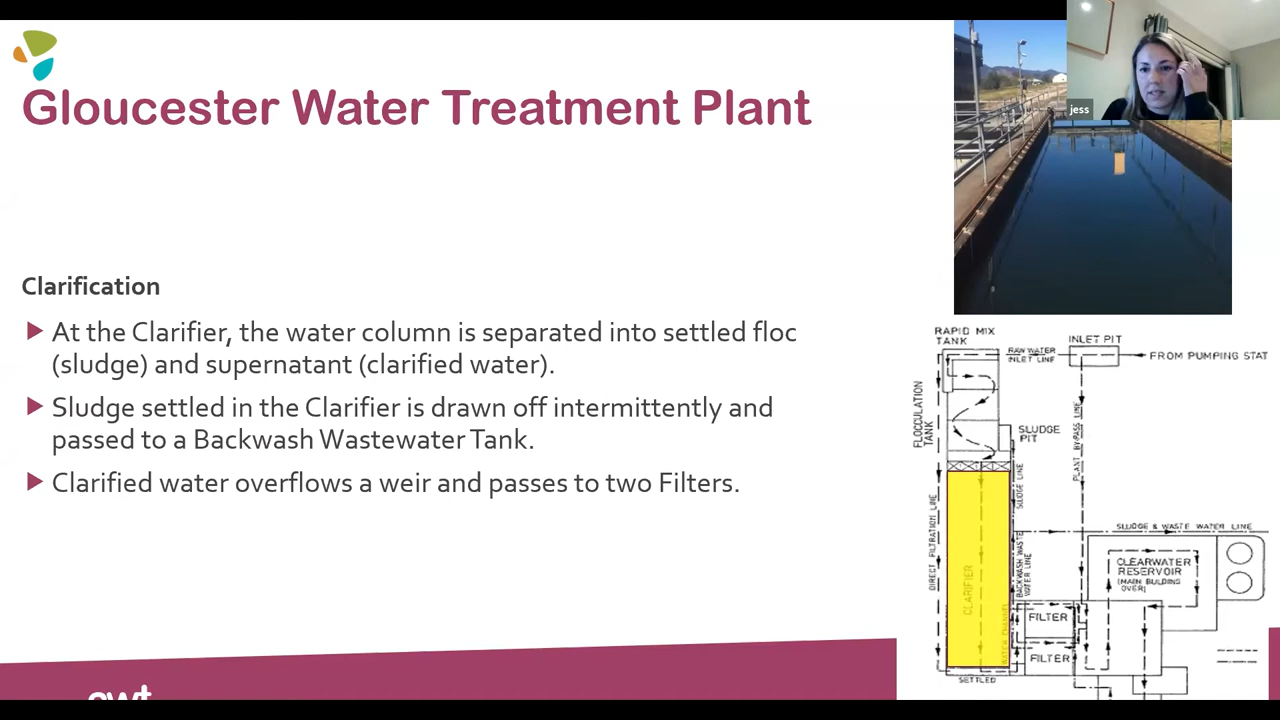 Gloucester Water Treatment Plant
jess
Clarification
At the Clarifier, the water column is separated into settled floc
(sludge) and supernatant (clarified water).
Sludge settled in the Clarifier is drawn off intermittently and
passed to a Backwash Wastewater Tank.
Clarified water overflows a weir and passes to two Filters.
RAPID MIX
TANK
RAW WATER
INLET LINE
INLET PIT
FROM PUMPING STAT
FLOCCULATION
TANK
SLUDGE
PIT
PLANT BYPASS LINE
SLUDGE LINE
DIRECT FILTRATION LINE
SLUDGE & WASTE WATER LINE
BACKWASH WASTE
WATER LINE
CLARIFIER
CLEARWATER
RESERVOIR
(MAIN BUILDING
OVER)
WATER CHANNEL
FILTER
FILTER
SETTLED